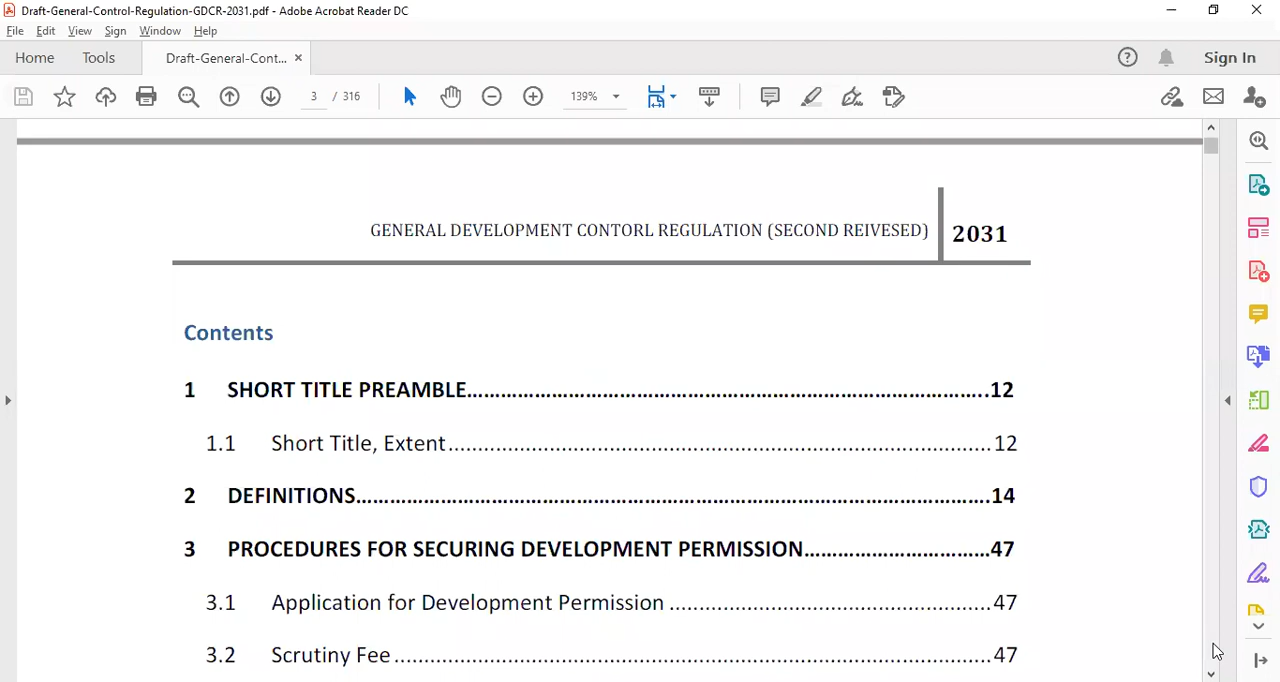 Draft-General-Control-Regulation-GDCR-2031.pdf - Adobe Acrobat Reader DC
File Edit View Sign Window Help
Home Tools Draft-General-Cont... × Sign In
3 / 316 139%
GENERAL DEVELOPMENT CONTORL REGULATION (SECOND REIVESED) 2031
Contents
1 SHORT TITLE PREAMBLE.............................................................12
1.1 Short Title, Extent.............................................................12
2 DEFINITIONS.............................................................14
3 PROCEDURES FOR SECURING DEVELOPMENT PERMISSION.................................47
3.1 Application for Development Permission .................................47
3.2 Scrutiny Fee.............................................................47